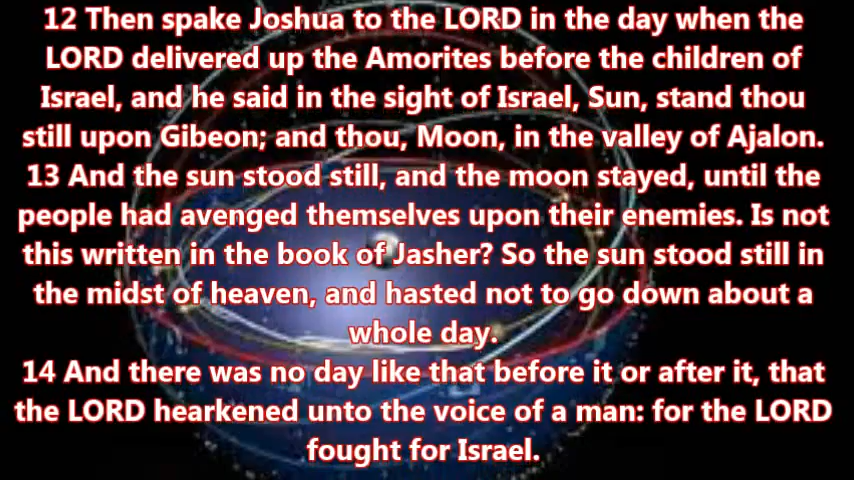 12 Then spake Joshua to the LORD in the day when the
LORD delivered up the Amorites before the children of
Israel, and he said in the sight of Israel, Sun, stand thou
still upon Gibeon; and thou, Moon, in the valley of Ajalon.
13 And the sun stood still, and the moon stayed, until the
people had avenged themselves upon their enemies. Is not
this written in the book of Jasher? So the sun stood still in
the midst of heaven, and hasted not to go down about a
whole day.
14 And there was no day like that before it or after it, that
the LORD hearkened unto the voice of a man: for the LORD
fought for Israel.